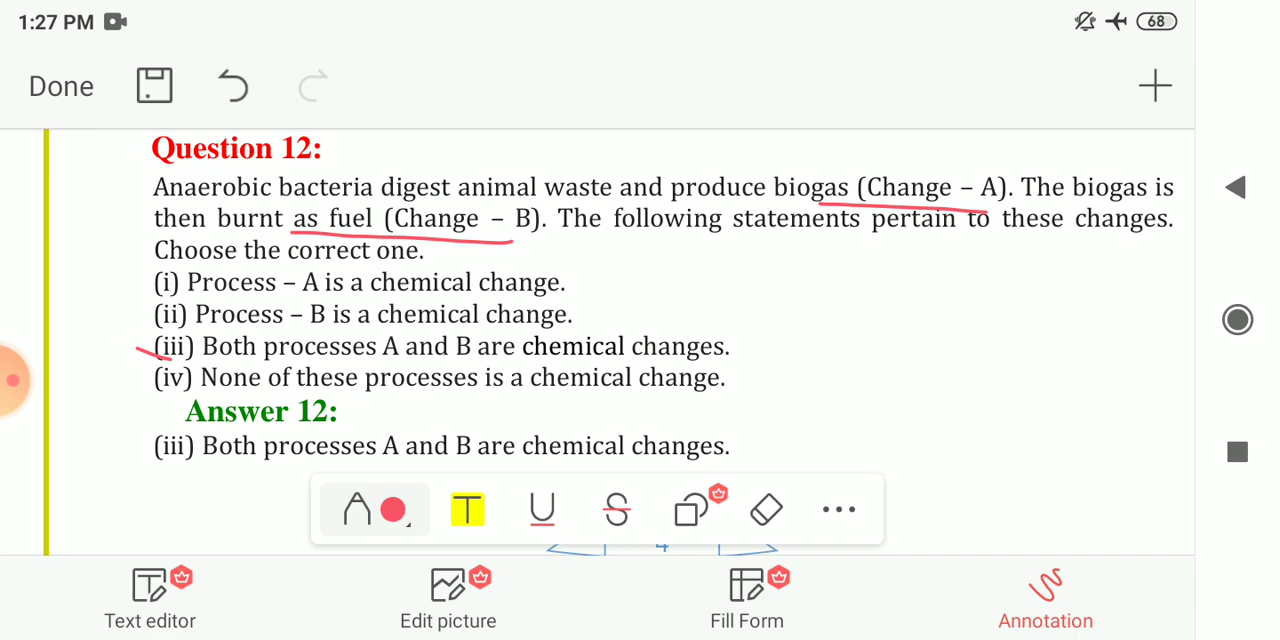 1:27 PM
68
Done
Question 12:
Anaerobic bacteria digest animal waste and produce biogas (Change – A). The biogas is
then burnt as fuel (Change – B). The following statements pertain to these changes.
Choose the correct one.
(i) Process – A is a chemical change.
(ii) Process – B is a chemical change.
(iii) Both processes A and B are chemical changes.
(iv) None of these processes is a chemical change.
Answer 12:
(iii) Both processes A and B are chemical changes.
T U S
4
Text editor Edit picture Fill Form Annotation